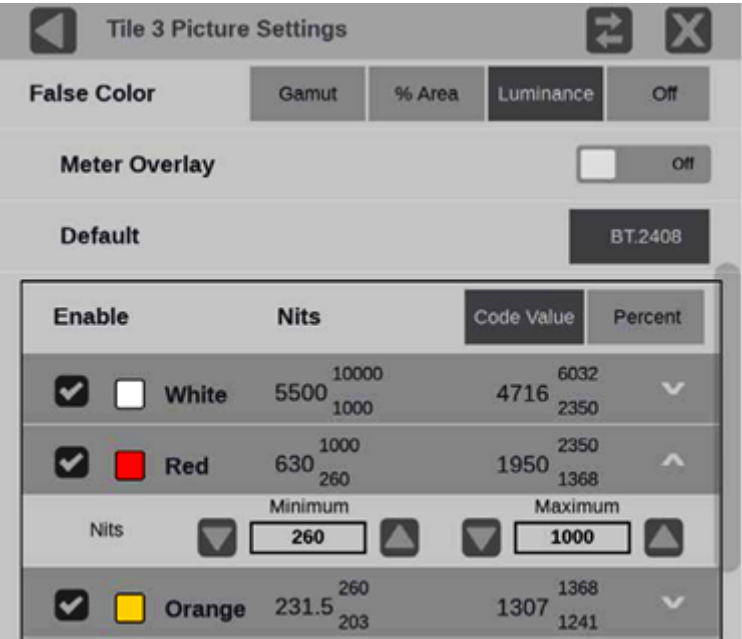 Tile 3 Picture Settings
False Color Gamut % Area Luminance Off
Meter Overlay Off
Default BT.2408
Enable Nits Code Value Percent
White 5500 10000 1000 4716 6032 2350
Red 630 1000 260 1950 2350 1368
Minimum Maximum
Nits 260 1000
Orange 231.5 260 203 1307 1368 1241